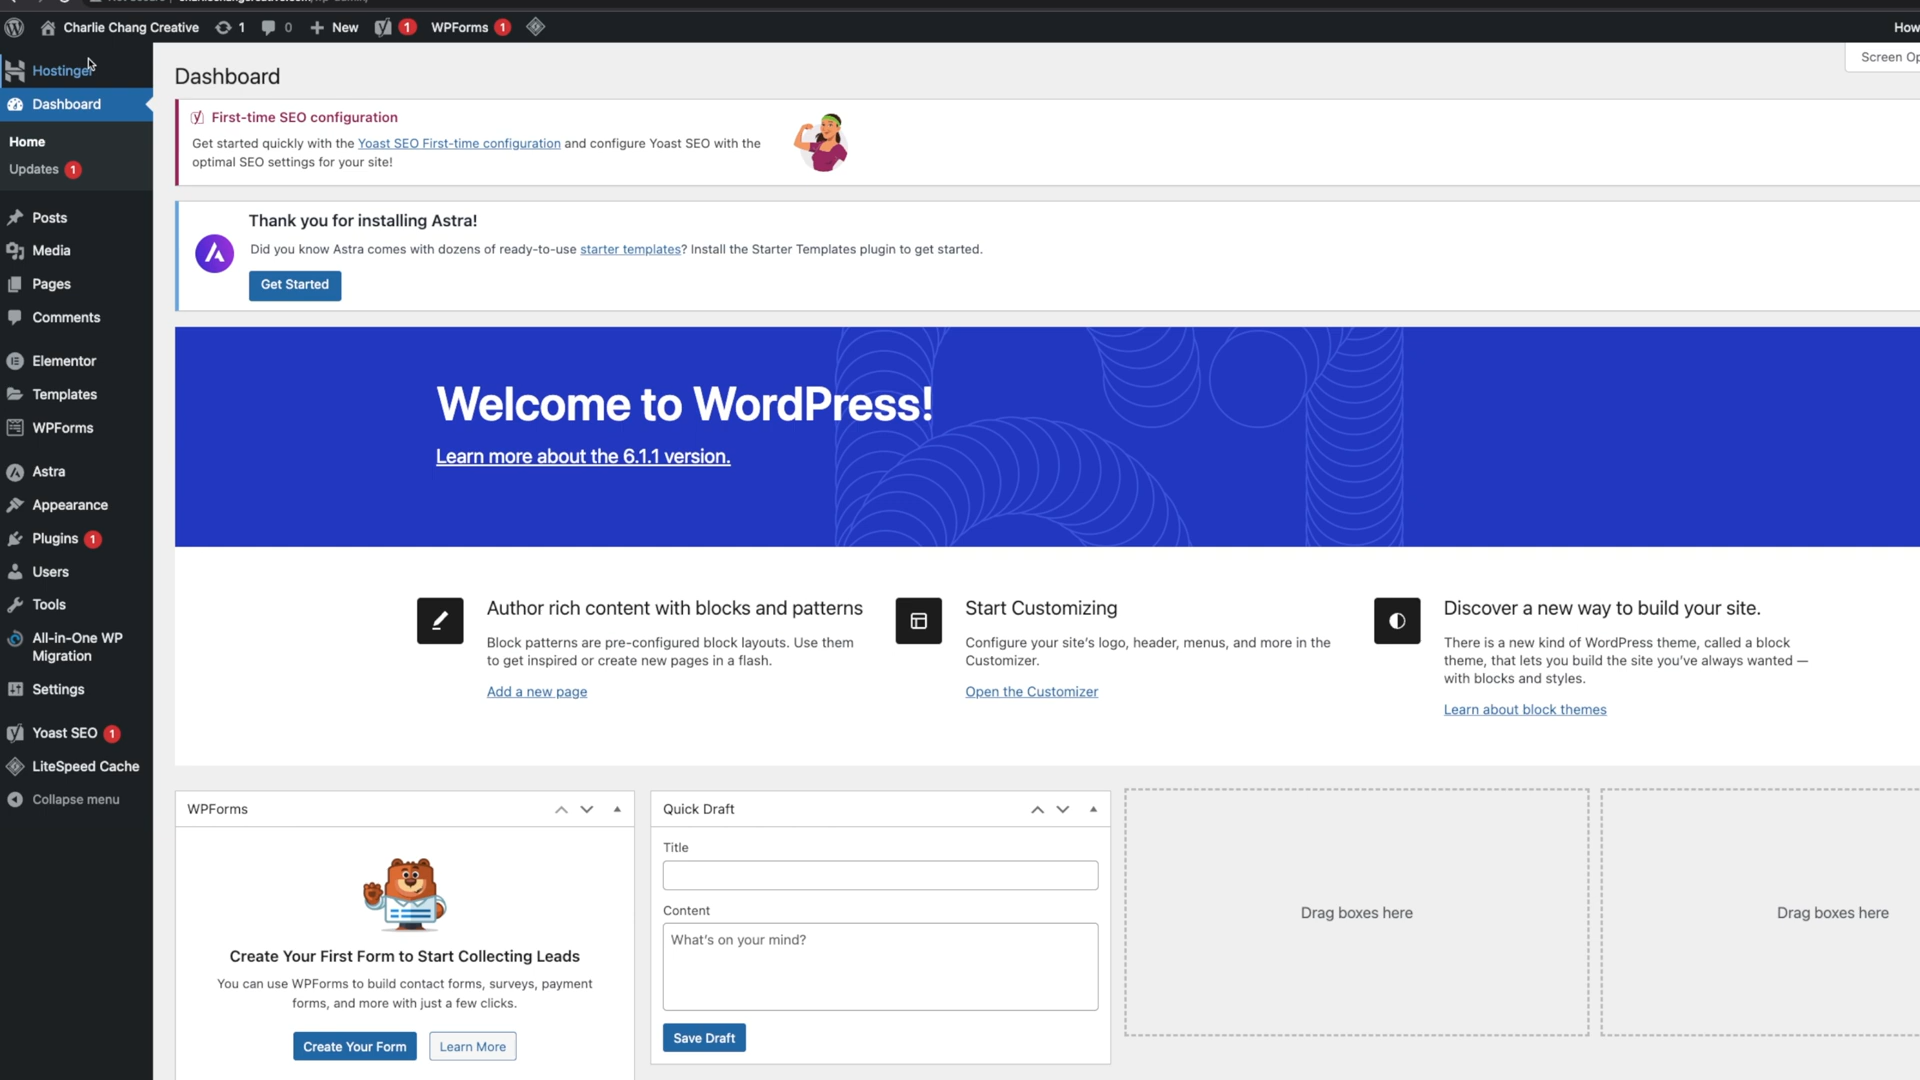 Charlie Chang Creative 1 0 New 1 WPForms 1 How
Hostinger
Dashboard
Home
Updates 1
Posts
Media
Pages
Comments
Elementor
Templates
WPForms
Astra
Appearance
Plugins 1
Users
Tools
All-in-One WP
Migration
Settings
Yoast SEO 1
LiteSpeed Cache
Collapse menu
Dashboard
Screen Op
First-time SEO configuration
Get started quickly with the Yoast SEO First-time configuration and configure Yoast SEO with the
optimal SEO settings for your site!
Thank you for installing Astra!
Did you know Astra comes with dozens of ready-to-use starter templates? Install the Starter Templates plugin to get started.
Get Started
Welcome to WordPress!
Learn more about the 6.1.1 version.
Author rich content with blocks and patterns
Block patterns are pre-configured block layouts. Use them
to get inspired or create new pages in a flash.
Add a new page
Start Customizing
Configure your site's logo, header, menus, and more in the
Customizer.
Open the Customizer
Discover a new way to build your site.
There is a new kind of WordPress theme, called a block
theme, that lets you build the site you've always wanted —
with blocks and styles.
Learn about block themes
WPForms
Create Your First Form to Start Collecting Leads
You can use WPForms to build contact forms, surveys, payment
forms, and more with just a few clicks.
Create Your Form
Learn More
Quick Draft
Title
Content
What's on your mind?
Save Draft
Drag boxes here
Drag boxes here